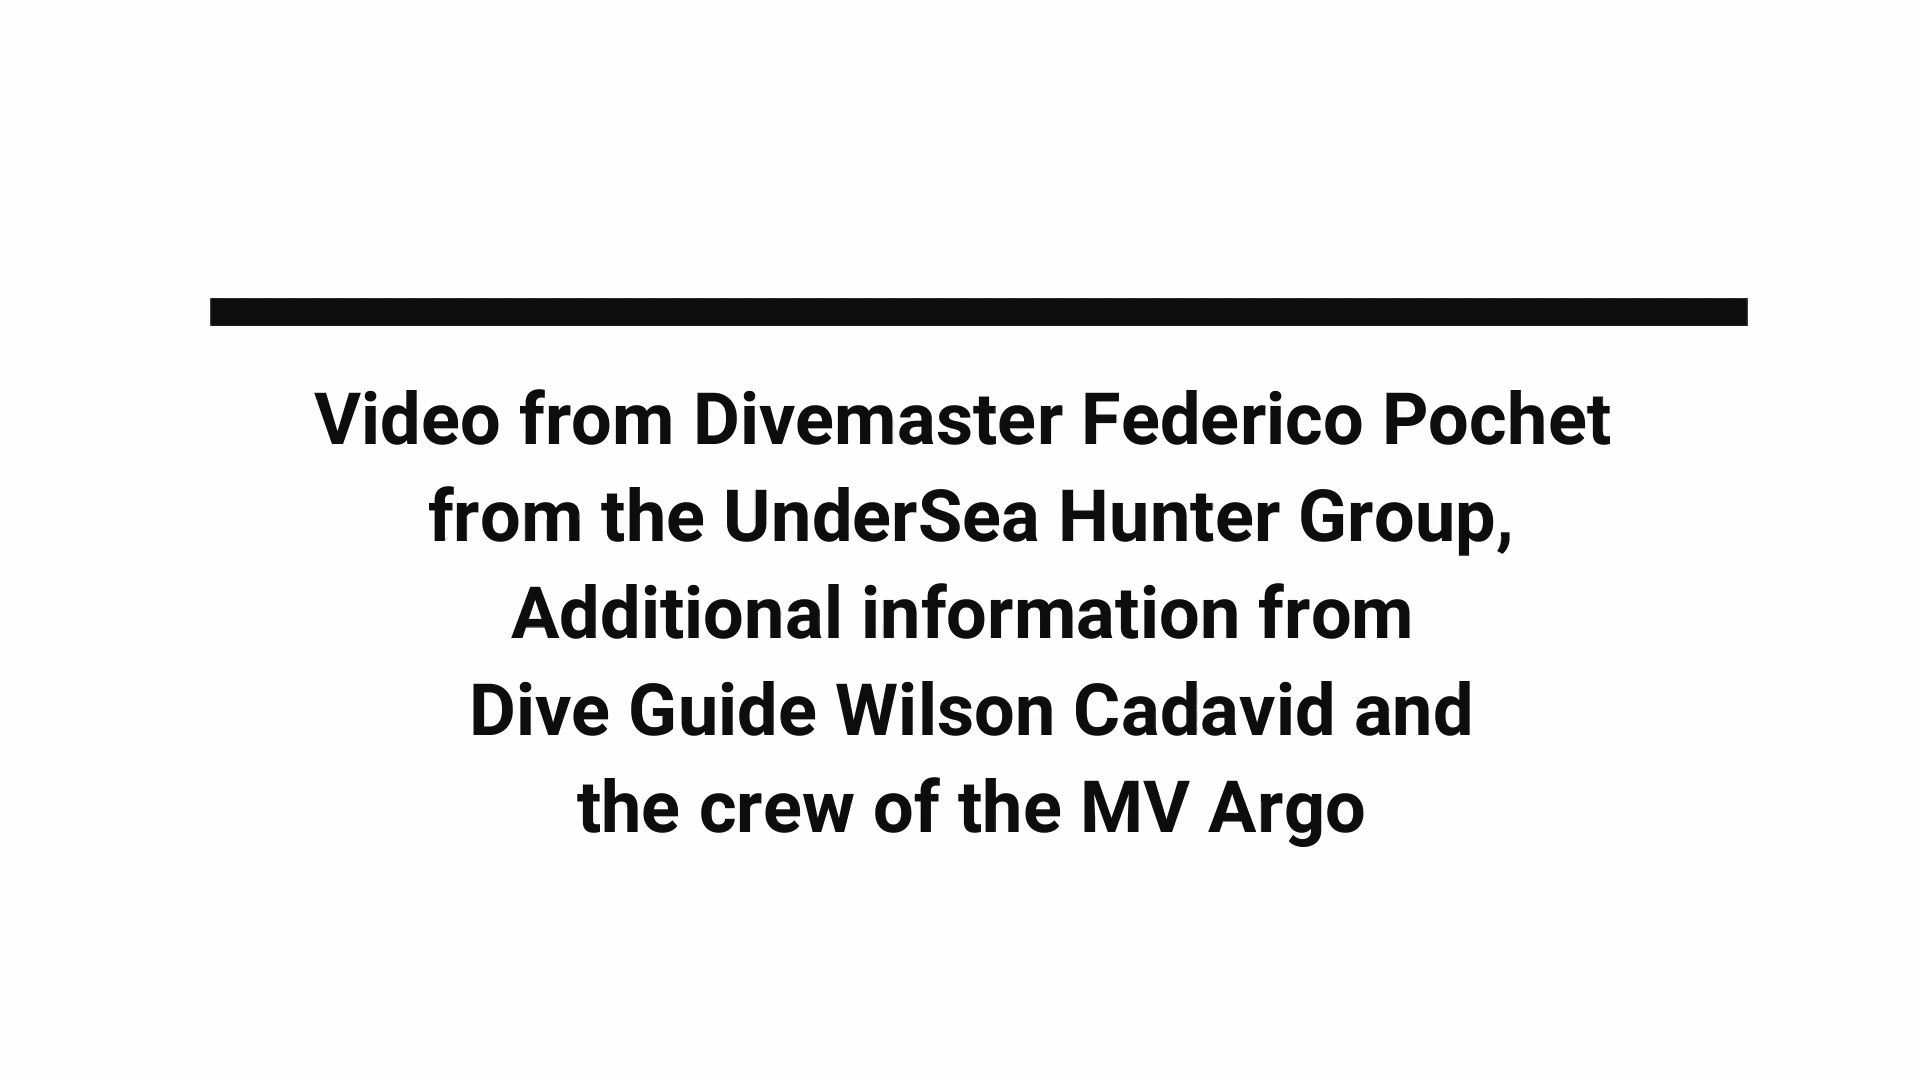 Video from Divemaster Federico Pochet
from the UnderSea Hunter Group,
Additional information from
Dive Guide Wilson Cadavid and
the crew of the MV Argo